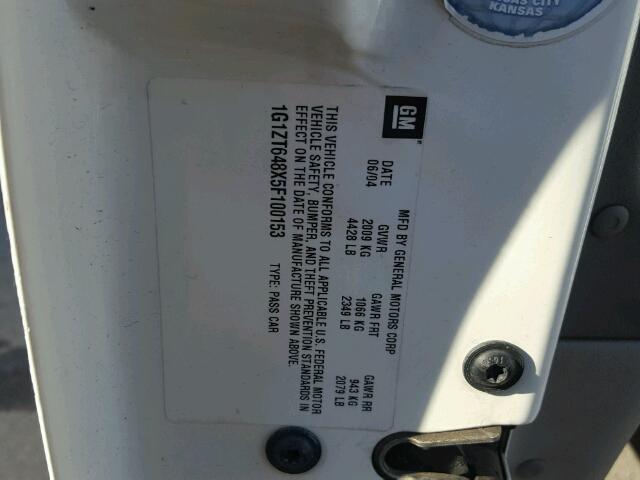 GM
MFD BY GENERAL MOTORS CORP
DATE GVWR GAWR FRT GAWR RR
06/04 2009 KG 1066 KG 943 KG
4428 LB 2349 LB 2079 LB
THIS VEHICLE CONFORMS TO ALL APPLICABLE U.S. FEDERAL MOTOR
VEHICLE SAFETY, BUMPER, AND THEFT PREVENTION STANDARDS IN
EFFECT ON THE DATE OF MANUFACTURE SHOWN ABOVE.
1G1ZT648X5F100153 TYPE: PASS CAR
CITY
KANSAS